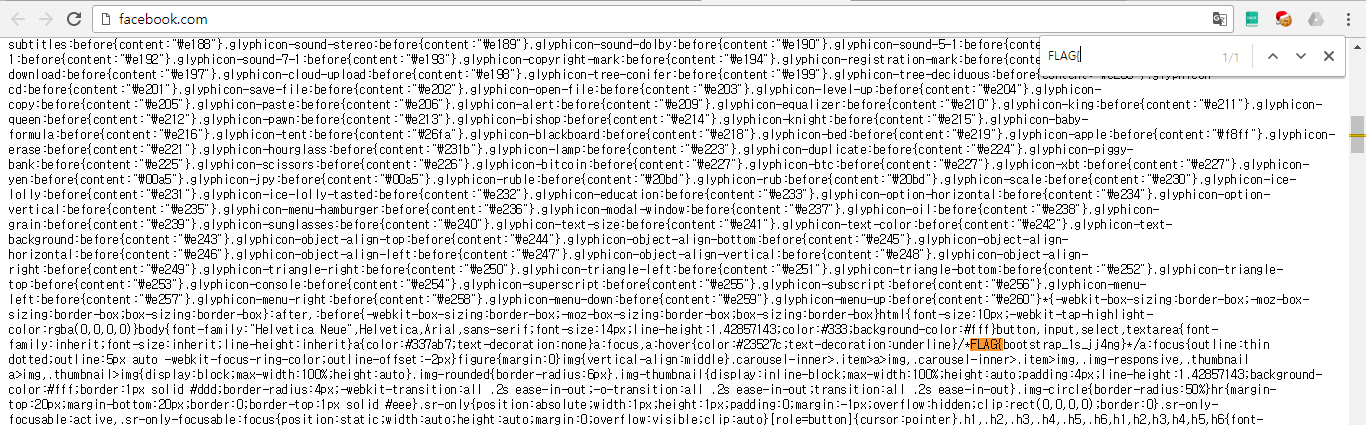 facebook.com
FLAG{
1/1
subtitles:before{content:"₩e188"}.glyphicon-sound-stereo:before{content:"₩e189"}.glyphicon-sound-dolby:before{content:"₩e190"}.glyphicon-sound-5-1:before{conte
1:before{content:"₩e192"}.glyphicon-sound-7-1:before{content:"₩e193"}.glyphicon-copyright-mark:before{content:"₩e194"}.glyphicon-registration-mark:before{con
download:before{content:"₩e197"}.glyphicon-cloud-upload:before{content:"₩e198"}.glyphicon-tree-conifer:before{content:"₩e199"}.glyphicon-tree-deciduous:before{content:
cd:before{content:"₩e201"}.glyphicon-save-file:before{content:"₩e202"}.glyphicon-open-file:before{content:"₩e203"}.glyphicon-level-up:before{content:"₩e204"}.glyphicon-
copy:before{content:"₩e205"}.glyphicon-paste:before{content:"₩e206"}.glyphicon-alert:before{content:"₩e209"}.glyphicon-equalizer:before{content:"₩e210"}.glyphicon-king:before{content:"₩e211"}.glyphicon-
queen:before{content:"₩e212"}.glyphicon-pawn:before{content:"₩e213"}.glyphicon-bishop:before{content:"₩e214"}.glyphicon-knight:before{content:"₩e215"}.glyphicon-baby-
formula:before{content:"₩e216"}.glyphicon-tent:before{content:"₩26fa"}.glyphicon-blackboard:before{content:"₩e218"}.glyphicon-bed:before{content:"₩e219"}.glyphicon-apple:before{content:"₩f8ff"}.glyphicon-
erase:before{content:"₩e221"}.glyphicon-hourglass:before{content:"₩231b"}.glyphicon-lamp:before{content:"₩e223"}.glyphicon-duplicate:before{content:"₩e224"}.glyphicon-piggy-
bank:before{content:"₩e225"}.glyphicon-scissors:before{content:"₩e226"}.glyphicon-bitcoin:before{content:"₩e227"}.glyphicon-btc:before{content:"₩e227"}.glyphicon-xbt:before{content:"₩e227"}.glyphicon-
yen:before{content:"₩00a5"}.glyphicon-jpy:before{content:"₩00a5"}.glyphicon-ruble:before{content:"₩20bd"}.glyphicon-rub:before{content:"₩20bd"}.glyphicon-scale:before{content:"₩e230"}.glyphicon-ice-
lolly:before{content:"₩e231"}.glyphicon-ice-lolly-tasted:before{content:"₩e232"}.glyphicon-education:before{content:"₩e233"}.glyphicon-option-horizontal:before{content:"₩e234"}.glyphicon-option-
vertical:before{content:"₩e235"}.glyphicon-menu-hamburger:before{content:"₩e236"}.glyphicon-modal-window:before{content:"₩e237"}.glyphicon-oil:before{content:"₩e238"}.glyphicon-
grain:before{content:"₩e239"}.glyphicon-sunglasses:before{content:"₩e240"}.glyphicon-text-size:before{content:"₩e241"}.glyphicon-text-color:before{content:"₩e242"}.glyphicon-text-
background:before{content:"₩e243"}.glyphicon-object-align-top:before{content:"₩e244"}.glyphicon-object-align-bottom:before{content:"₩e245"}.glyphicon-object-align-
horizontal:before{content:"₩e246"}.glyphicon-object-align-left:before{content:"₩e247"}.glyphicon-object-align-vertical:before{content:"₩e248"}.glyphicon-object-align-
right:before{content:"₩e249"}.glyphicon-triangle-right:before{content:"₩e250"}.glyphicon-triangle-left:before{content:"₩e251"}.glyphicon-triangle-bottom:before{content:"₩e252"}.glyphicon-triangle-
top:before{content:"₩e253"}.glyphicon-console:before{content:"₩e254"}.glyphicon-superscript:before{content:"₩e255"}.glyphicon-subscript:before{content:"₩e256"}.glyphicon-menu-
left:before{content:"₩e257"}.glyphicon-menu-right:before{content:"₩e258"}.glyphicon-menu-down:before{content:"₩e259"}.glyphicon-menu-up:before{content:"₩e260"}*{-webkit-box-sizing:border-box;-moz-box-
sizing:border-box;box-sizing:border-box}:after,:before{-webkit-box-sizing:border-box;-moz-box-sizing:border-box;box-sizing:border-box}html{font-size:10px;-webkit-tap-highlight-
color:rgba(0,0,0,0)}body{font-family:"Helvetica Neue",Helvetica,Arial,sans-serif;font-size:14px;line-height:1.42857143;color:#333;background-color:#fff}button,input,select,textarea{font-
family:inherit;font-size:inherit;line-height:inherit}a{color:#337ab7;text-decoration:none}a:focus,a:hover{color:#23527c;text-decoration:underline}/*FLAG{bootstrap_1s_ij4ng}*/a:focus{outline:thin
dotted;outline:5px auto -webkit-focus-ring-color;outline-offset:-2px}figure{margin:0}img{vertical-align:middle}.carousel-inner>.item>a>img,.carousel-inner>.item>img,.img-responsive,.thumbnail
a>img,.thumbnail>img{display:block;max-width:100%;height:auto}.img-rounded{border-radius:6px}.img-thumbnail{display:inline-block;max-width:100%;height:auto;padding:4px;line-height:1.42857143;background-
color:#fff;border:1px solid #ddd;border-radius:4px;-webkit-transition:all .2s ease-in-out;-o-transition:all .2s ease-in-out;transition:all .2s ease-in-out}.img-circle{border-radius:50%}hr{margin-
top:20px;margin-bottom:20px;border:0;border-top:1px solid #eee}.sr-only{position:absolute;width:1px;height:1px;padding:0;margin:-1px;overflow:hidden;clip:rect(0,0,0,0);border:0}.sr-only-
focusable:active,.sr-only-focusable:focus{position:static;width:auto;height:auto;margin:0;overflow:visible;clip:auto}[role=button]{cursor:pointer}.h1,.h2,.h3,.h4,.h5,.h6,h1,h2,h3,h4,h5,h6{font-